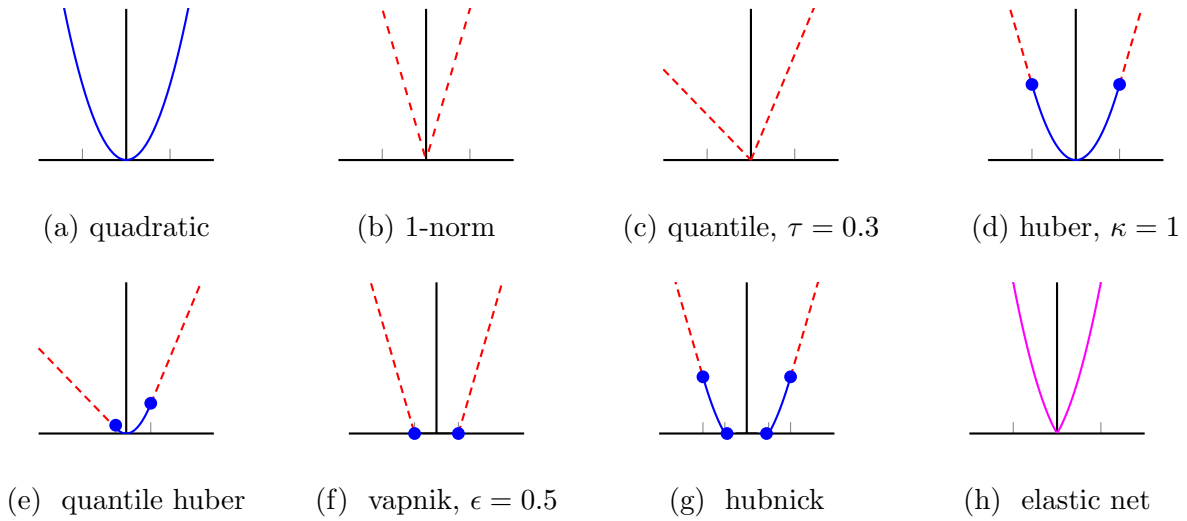 (a) quadratic
(b) 1-norm
(c) quantile, τ = 0.3
(d) huber, κ = 1
(e) quantile huber
(f) vapnik, ϵ = 0.5
(g) hubnick
(h) elastic net